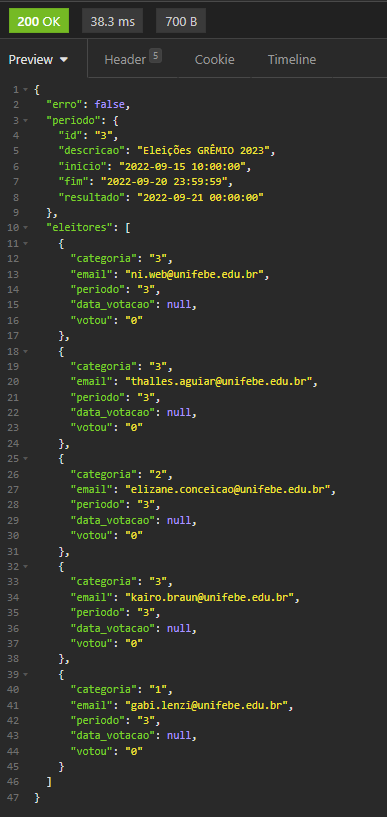 200 OK 38.3 ms 700 B
Preview Header 5 Cookie Timeline
1 {
2 "erro": false,
3 "periodo": {
4 "id": "3",
5 "descricao": "Eleições GRÊMIO 2023",
6 "inicio": "2022-09-15 10:00:00",
7 "fim": "2022-09-20 23:59:59",
8 "resultado": "2022-09-21 00:00:00"
9 },
10 "eleitores": [
11 {
12 "categoria": "3",
13 "email": "ni.web@unifebe.edu.br",
14 "periodo": "3",
15 "data_votacao": null,
16 "votou": "0"
17 },
18 {
19 "categoria": "3",
20 "email": "thalles.aguiar@unifebe.edu.br",
21 "periodo": "3",
22 "data_votacao": null,
23 "votou": "0"
24 },
25 {
26 "categoria": "2",
27 "email": "elizane.conceicao@unifebe.edu.br",
28 "periodo": "3",
29 "data_votacao": null,
30 "votou": "0"
31 },
32 {
33 "categoria": "3",
34 "email": "kairo.braun@unifebe.edu.br",
35 "periodo": "3",
36 "data_votacao": null,
37 "votou": "0"
38 },
39 {
40 "categoria": "1",
41 "email": "gabi.lenzi@unifebe.edu.br",
42 "periodo": "3",
43 "data_votacao": null,
44 "votou": "0"
45 }
46 ]
47 }